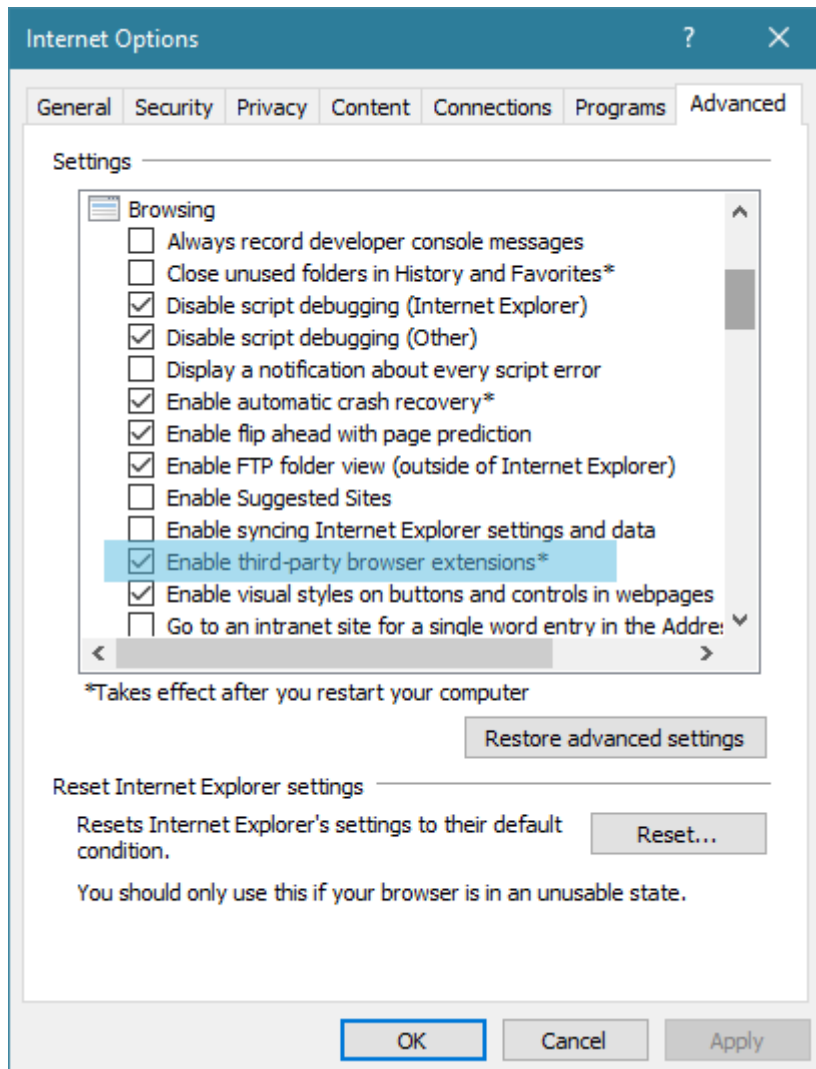 Internet Options
?
General Security Privacy Content Connections Programs Advanced
Settings
Browsing
Always record developer console messages
Close unused folders in History and Favorites*
Disable script debugging (Internet Explorer)
Disable script debugging (Other)
Display a notification about every script error
Enable automatic crash recovery*
Enable flip ahead with page prediction
Enable FTP folder view (outside of Internet Explorer)
Enable Suggested Sites
Enable syncing Internet Explorer settings and data
Enable third-party browser extensions*
Enable visual styles on buttons and controls in webpages
Go to an intranet site for a single word entry in the
*Takes effect after you restart your computer
Restore advanced settings
Reset Internet Explorer settings
Resets Internet Explorer's settings to their default
condition.
Reset...
You should only use this if your browser is in an unusable state.
OK Cancel Apply